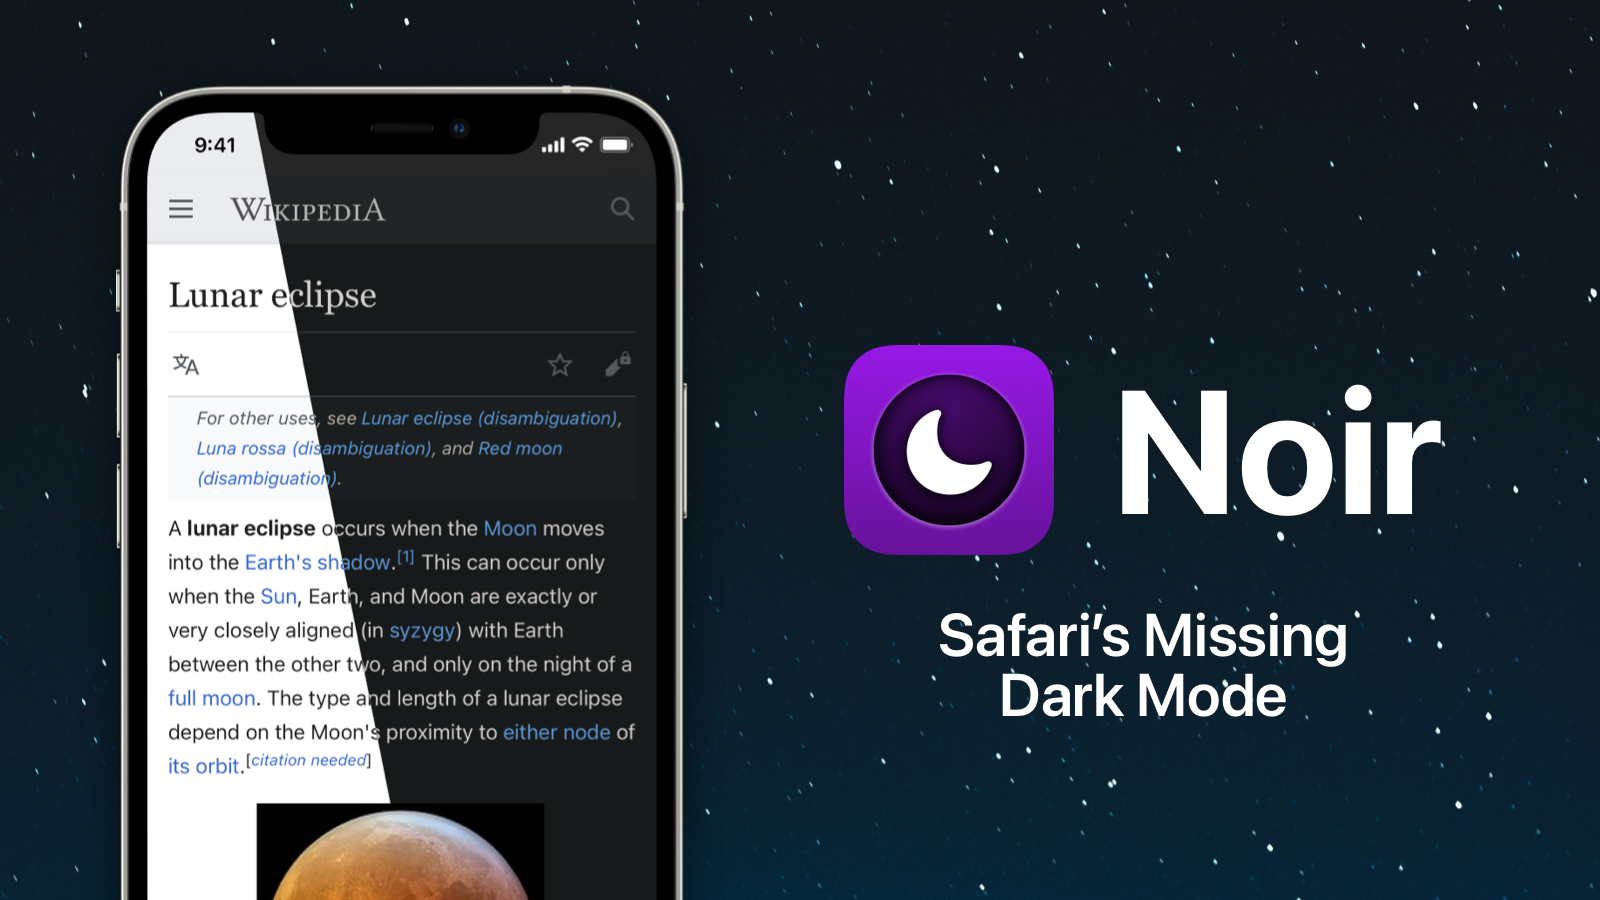 9:41
WIKIPEDIA
Lunar eclipse
文A
For other uses, see Lunar eclipse (disambiguation),
Luna rossa (disambiguation), and Red moon
(disambiguation).
A lunar eclipse occurs when the Moon moves
into the Earth's shadow.[1] This can occur only
when the Sun, Earth, and Moon are exactly or
very closely aligned (in syzygy) with Earth
between the other two, and only on the night of a
full moon. The type and length of a lunar eclipse
depend on the Moon's proximity to either node of
its orbit.[citation needed]
Noir
Safari’s Missing
Dark Mode